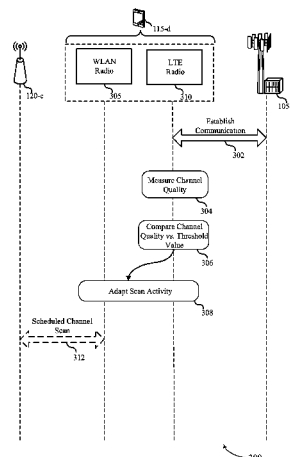 115-d
WLAN
Radio
305
LTE
Radio
310
120-c
105
Establish
Communication
302
Measure Channel
Quality
304
Compare Channel
Quality vs. Threshold
Value
306
Adapt Scan Activity
308
Scheduled Channel
Scan
312